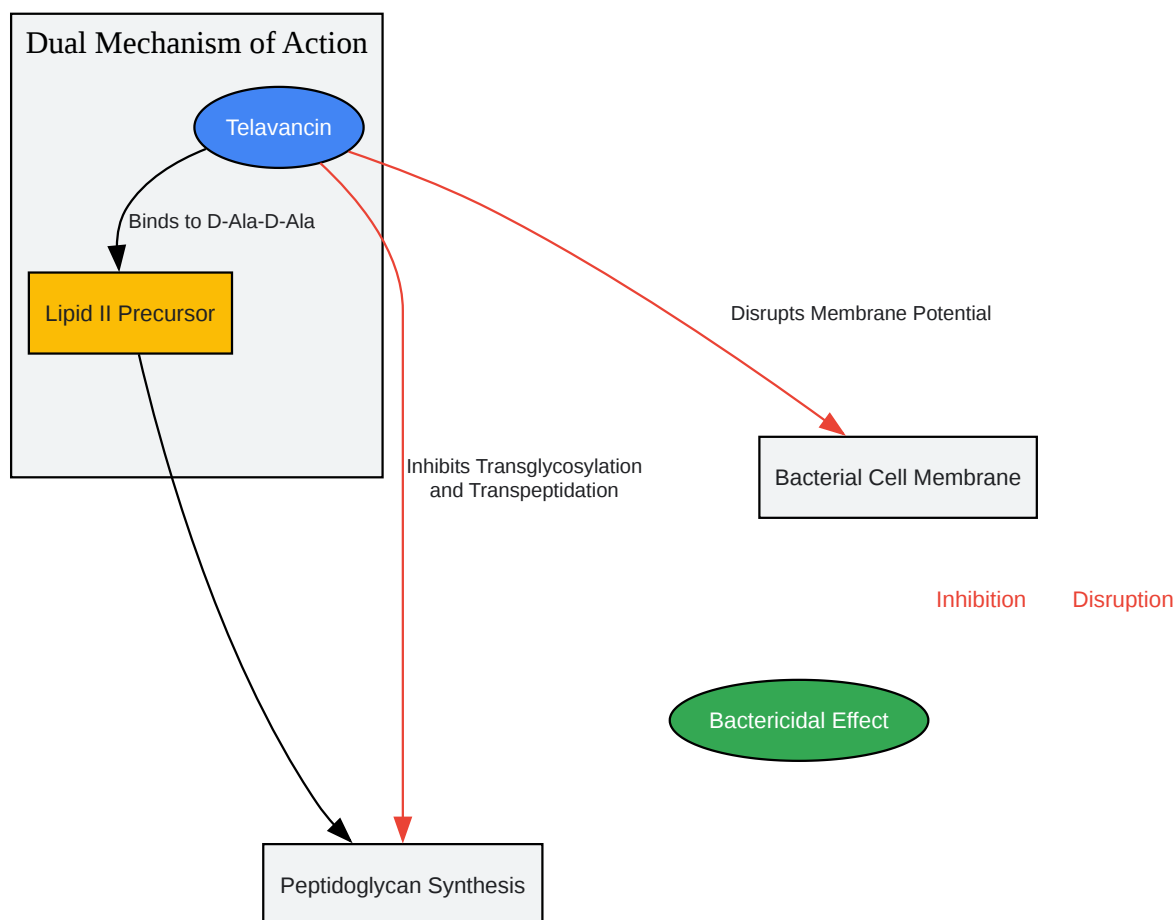 Dual Mechanism of Action
Telavancin
Binds to D-Ala-D-Ala
Lipid II Precursor
Disrupts Membrane Potential
Inhibits Transglycosylation
and Transpeptidation
Bacterial Cell Membrane
Inhibition
Disruption
Bactericidal Effect
Peptidoglycan Synthesis